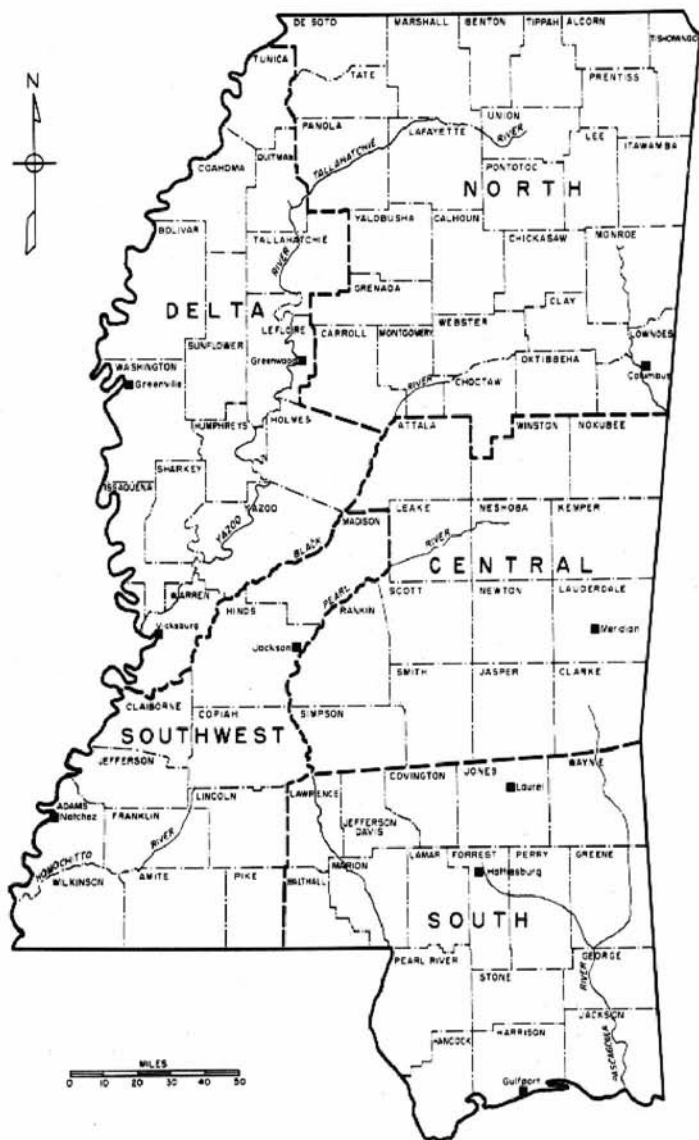 DE SOTO
MARSHALL
BENTON
TIPPAH
ALCORN
TISHOMINGO
TUNICA
TATE
PRENTISS
N
PANOLA
LAFAYETTE
UNION
RIVER
LEE
ITAWAMBA
COAHOMA
QUITMAN
TALLAHATCHIE
PONTOTOC
NORTH
BOLIVAR
TALLAHATCHIE
YALOBUSHA
CALHOUN
CHICKASAW
MONROE
RIVER
GRENADA
CLAY
DELTA
LEFLORE
CARROLL
MONTGOMERY
WEBSTER
LOWNDES
SUNFLOWER
Greenwood
OKTIBBEHA
WASHINGTON
Greenville
RIVER
CHOCTAW
Columbus
HUMPHREYS
HOLMES
ATTALA
WINSTON
NOKUBEE
SHARKEY
ISSAQUENA
YAZOO
YAZOO
MADISON
LEAKE
NESHOBA
KEMPER
BLACK
RIVER
CENTRAL
WARREN
HINDS
PEARL
RANKIN
SCOTT
NEWTON
LAUDERDALE
Vicksburg
Jackson
Meridian
SMITH
JASPER
CLARKE
CLAIBORNE
COPIAH
SIMPSON
SOUTHWEST
JEFFERSON
COVINGTON
JONES
WAYNE
LINCOLN
LAWRENCE
Laurel
ADAMS
Natchez
FRANKLIN
JEFFERSON
DAVIS
RIVER
HOMOCHITTO
WILKINSON
AMITE
PIKE
WALTHALL
MARION
LAMAR
FORREST
PERRY
GREENE
Hattiesburg
SOUTH
PEARL RIVER
GEORGE
STONE
RIVER
JACKSON
HANCOCK
HARRISON
PASCAGOULA
Gulfport
MILES
0 10 20 30 40 50